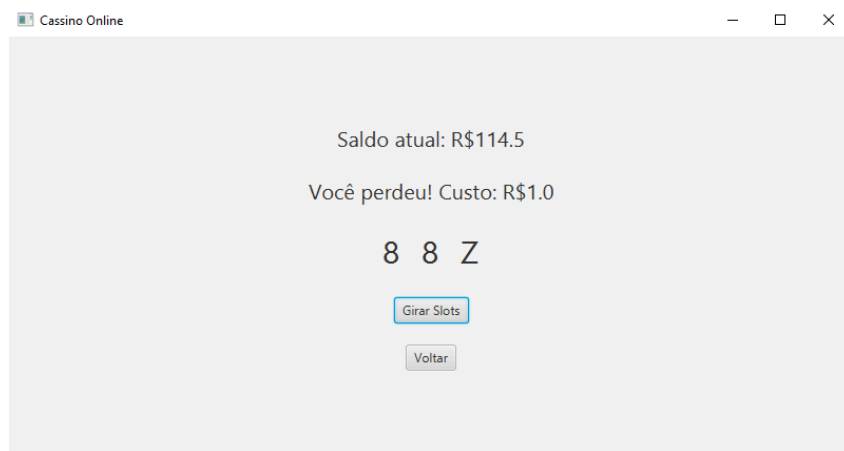 Cassino Online
Saldo atual: R$114.5
Você perdeu! Custo: R$1.0
8 8 Z
Girar Slots
Voltar